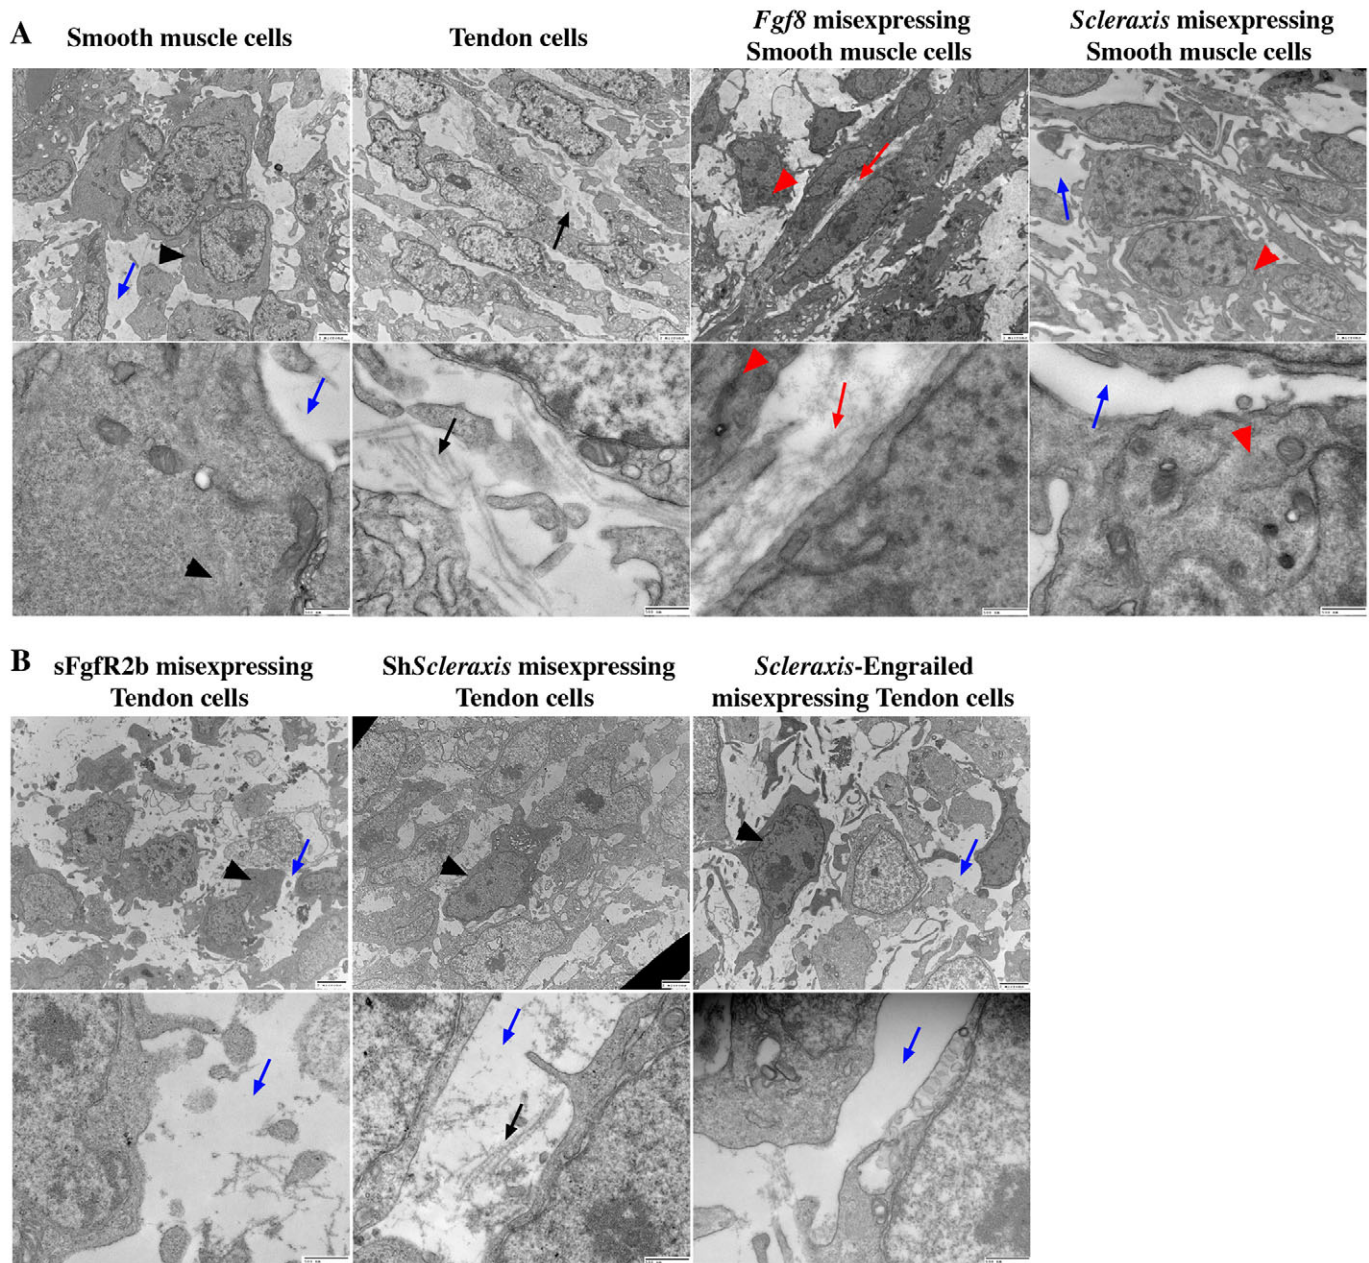 A
Smooth muscle cells
Tendon cells
Fgf8 misexpressing
Smooth muscle cells
Scleraxis misexpressing
Smooth muscle cells
B
sFgfR2b misexpressing
Tendon cells
ShScleraxis misexpressing
Tendon cells
Scleraxis-Engrailed
misexpressing Tendon cells